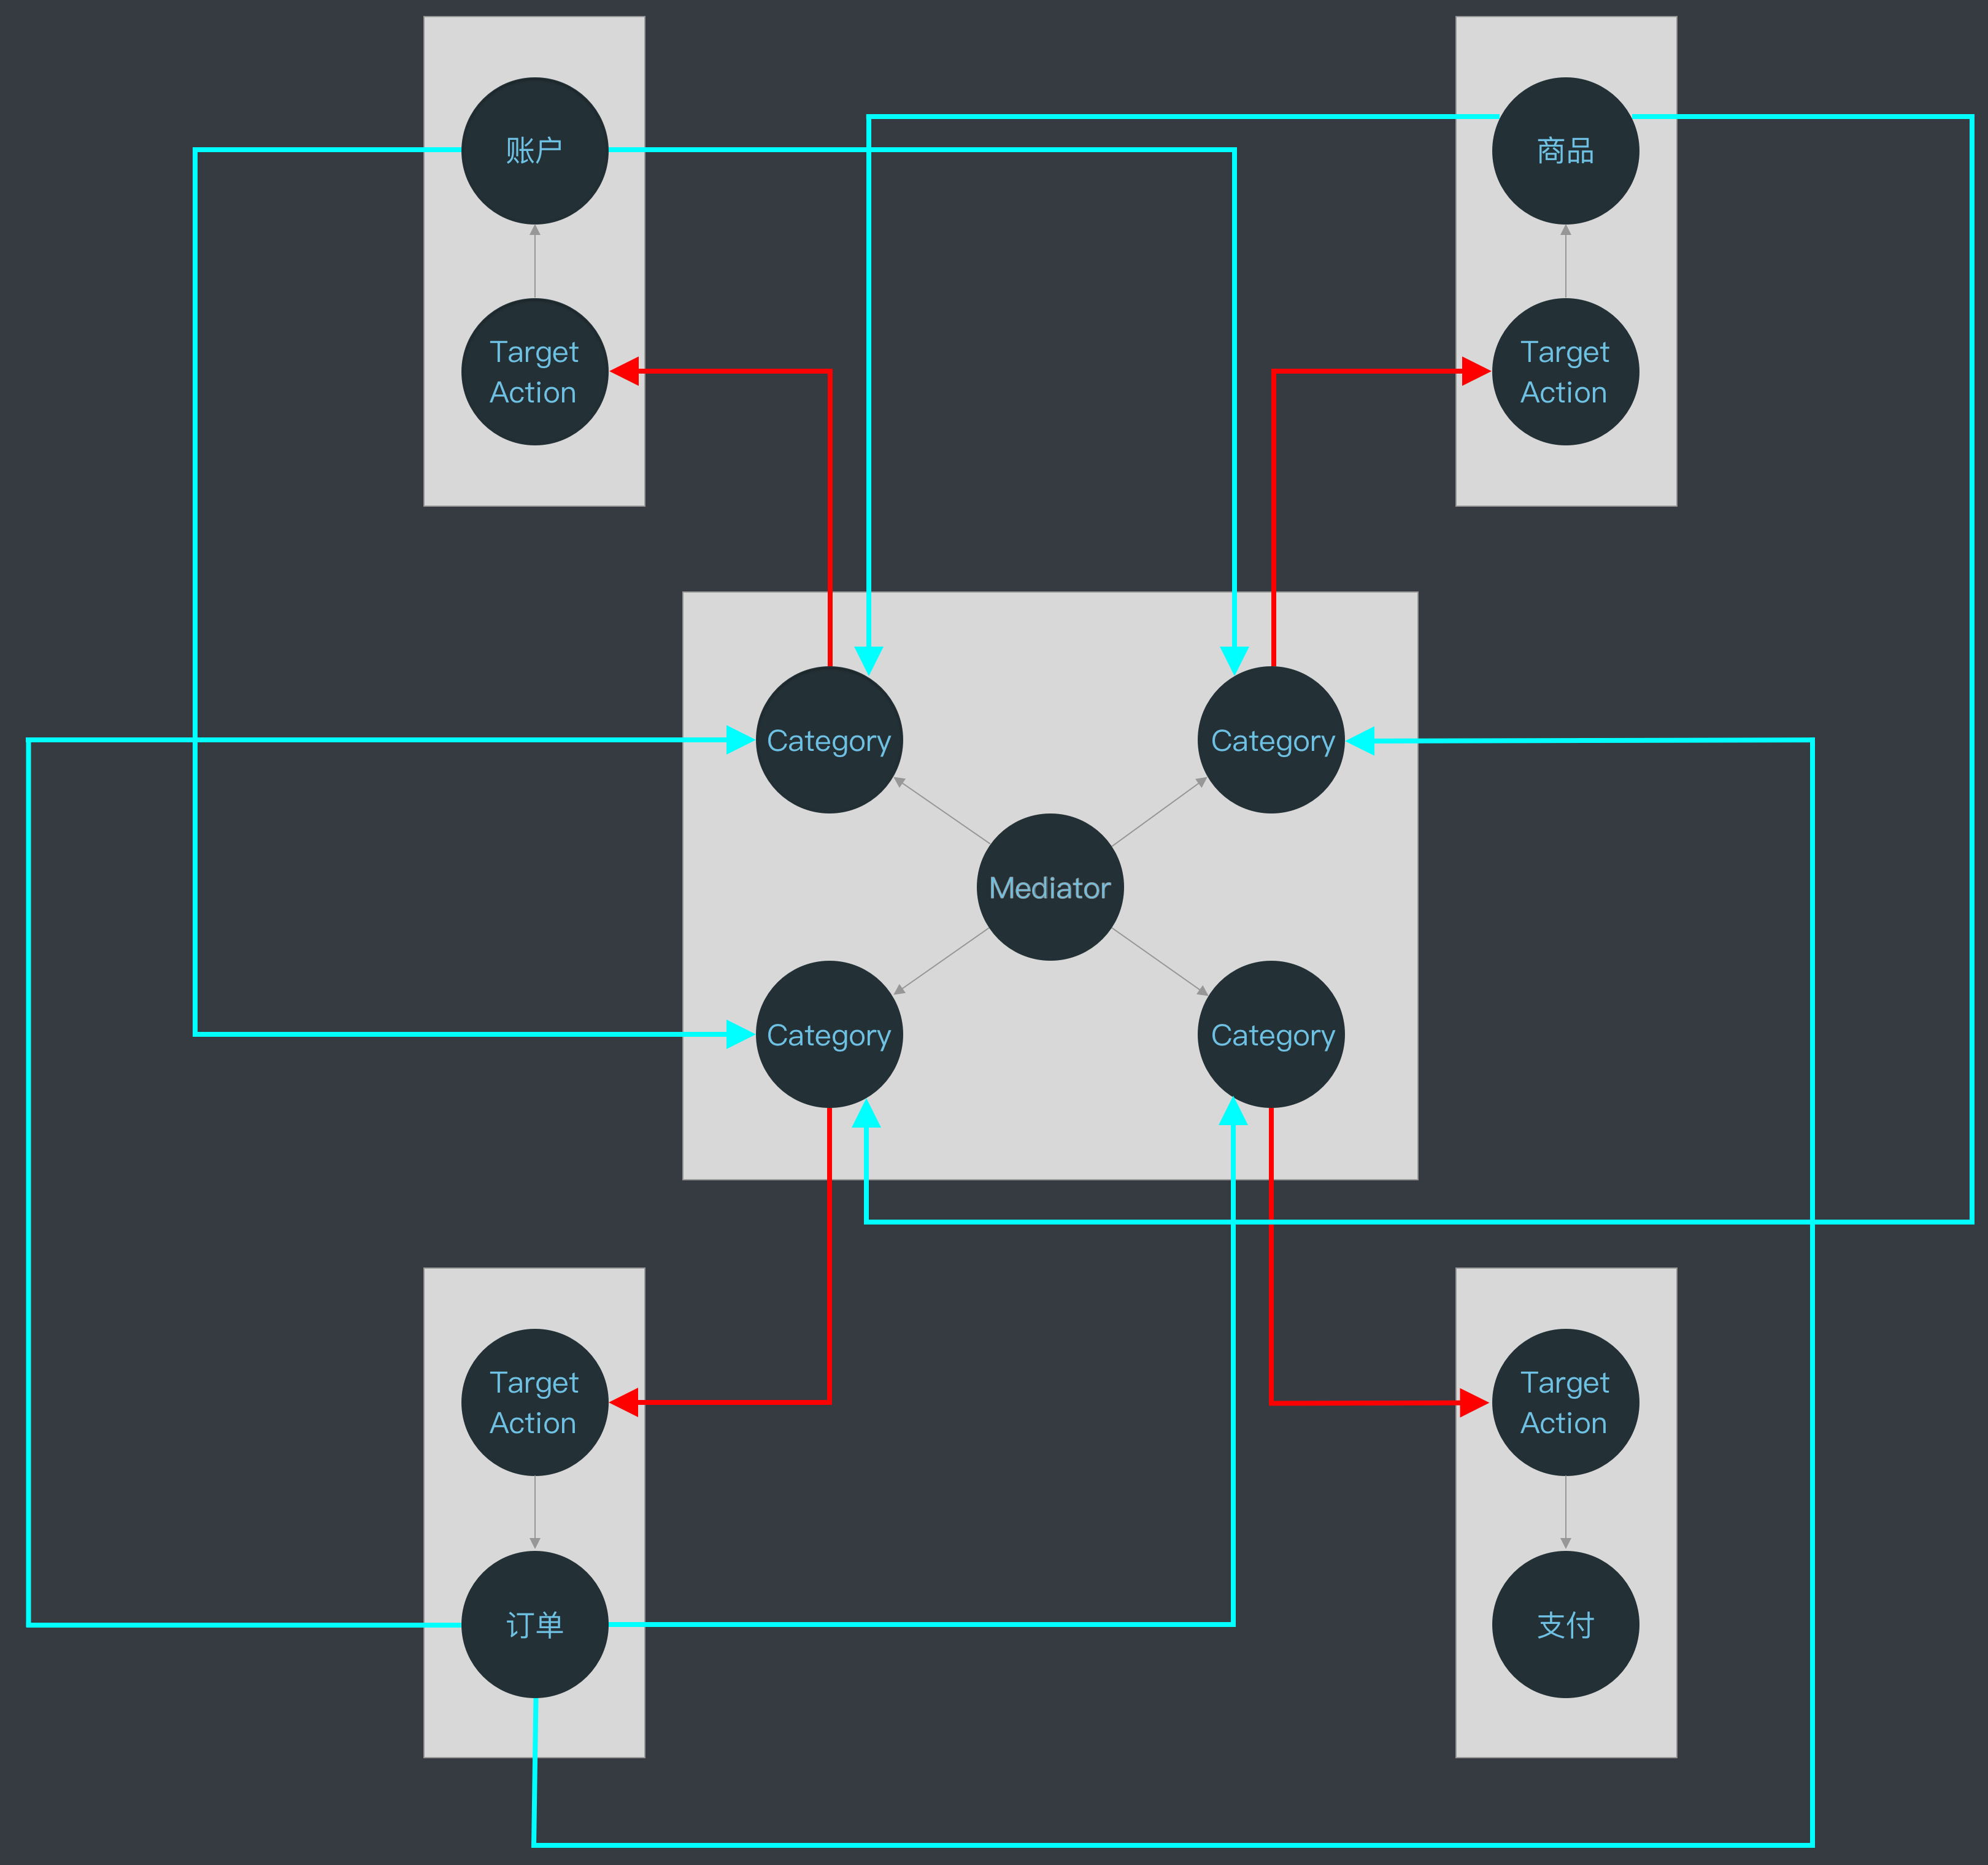 账户
商品
Target
Action
Target
Action
Category
Category
Mediator
Category
Category
Target
Action
Target
Action
订单
支付